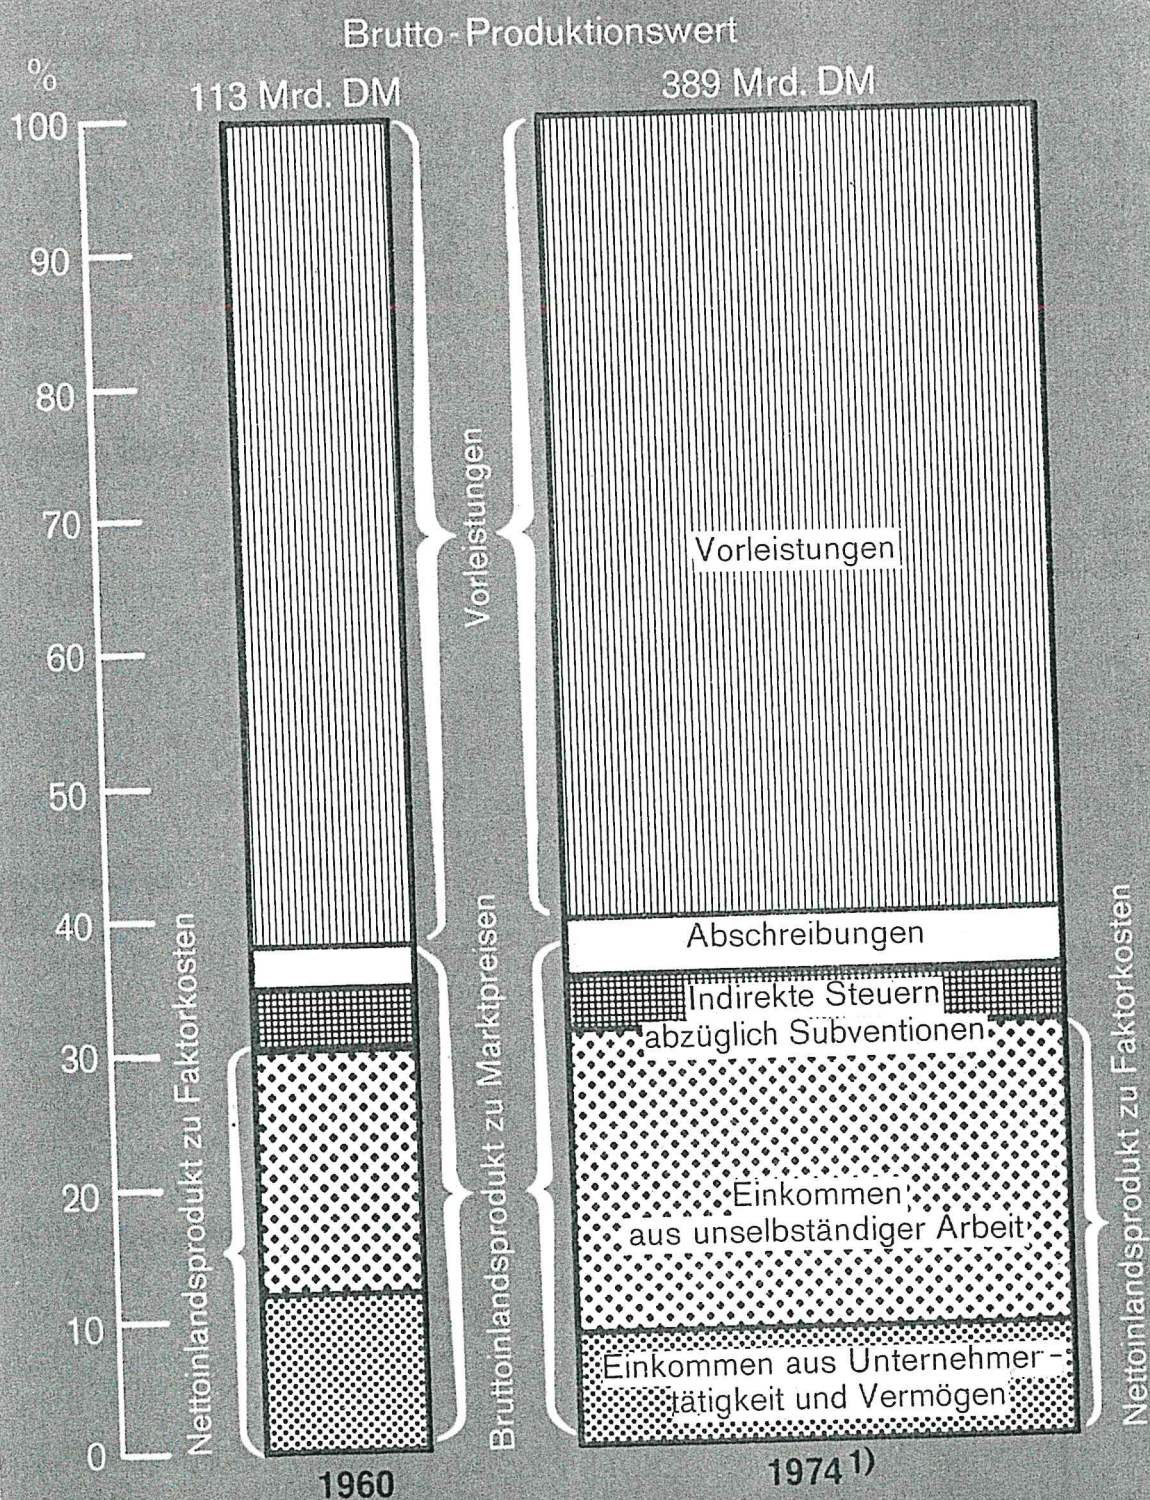 Brutto-Produktionswert
%
113 Mrd. DM
389 Mrd. DM
100
90
80
70
60
50
40
30
20
10
0
Vorleistungen
Vorleistungen
Abschreibungen
Indirekte Steuern
abzüglich Subventionen
Einkommen
aus unselbständiger Arbeit
Einkommen aus Unternehmer-
tätigkeit und Vermögen
Nettoinlandsprodukt zu Faktorkosten
Bruttoinlandsprodukt zu Marktpreisen
Nettoinlandsprodukt zu Faktorkosten
1960
1974 1)